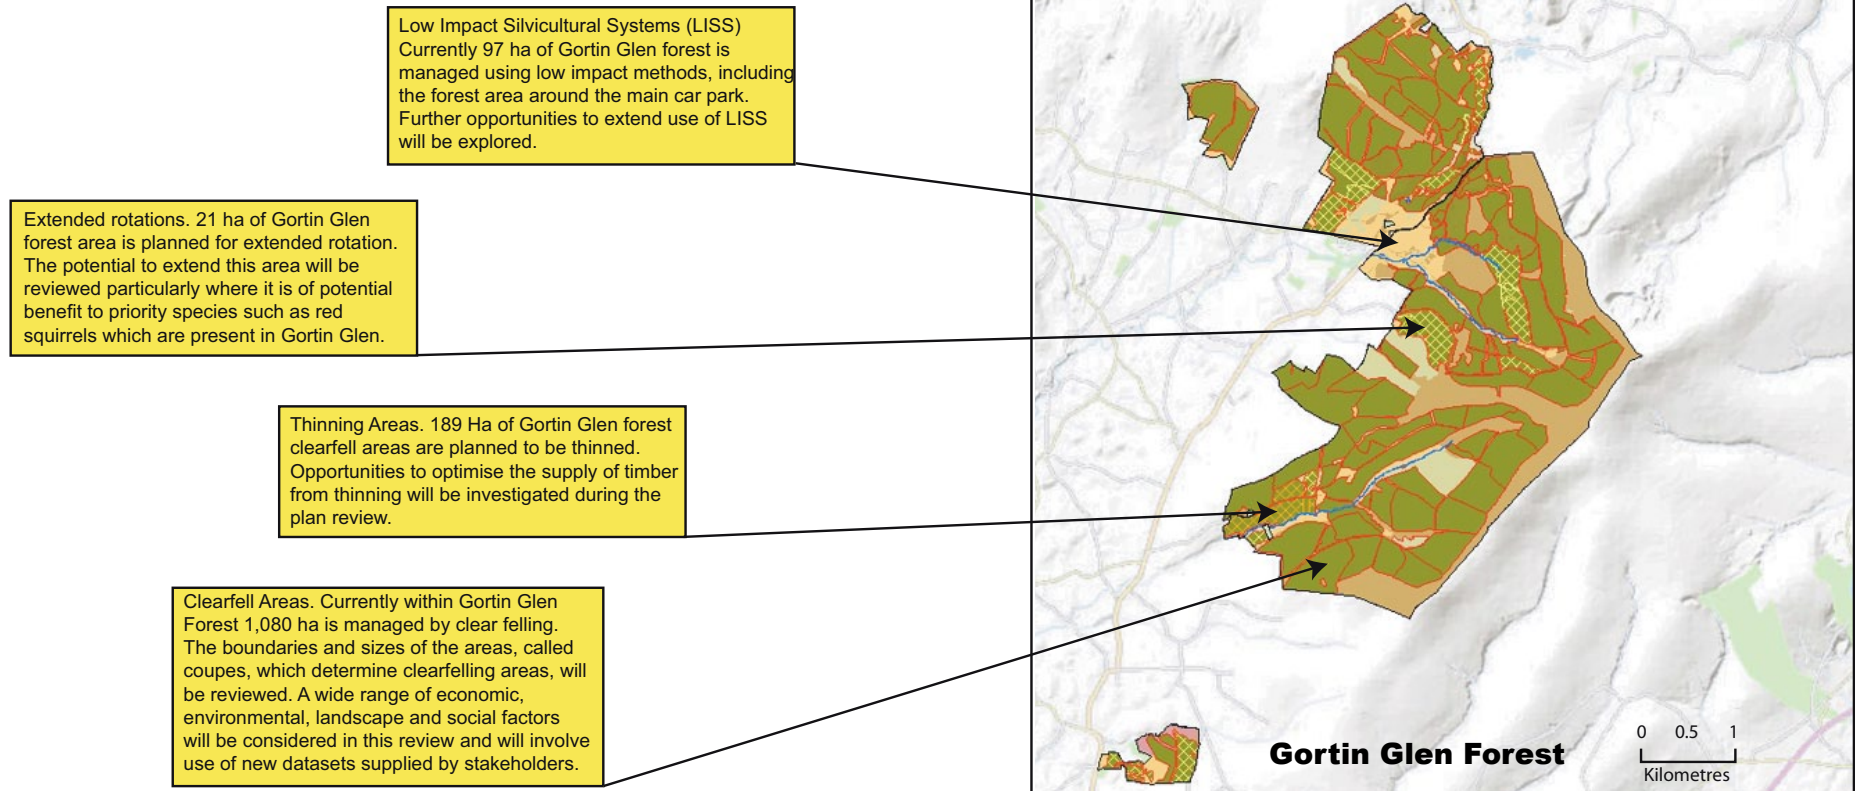 Low Impact Silvicultural Systems (LISS)
Currently 97 ha of Gortin Glen forest is
managed using low impact methods, including
the forest area around the main car park.
Further opportunities to extend use of LISS
will be explored.
Extended rotations. 21 ha of Gortin Glen
forest area is planned for extended rotation.
The potential to extend this area will be
reviewed particularly where it is of potential
benefit to priority species such as red
squirrels which are present in Gortin Glen.
Thinning Areas. 189 Ha of Gortin Glen forest
clearfell areas are planned to be thinned.
Opportunities to optimise the supply of timber
from thinning will be investigated during the
plan review.
Clearfell Areas. Currently within Gortin Glen
Forest 1,080 ha is managed by clear felling.
The boundaries and sizes of the areas, called
coupes, which determine clearfelling areas, will
be reviewed. A wide range of economic,
environmental, landscape and social factors
will be considered in this review and will involve
use of new datasets supplied by stakeholders.
Gortin Glen Forest
0 0.5 1
Kilometres